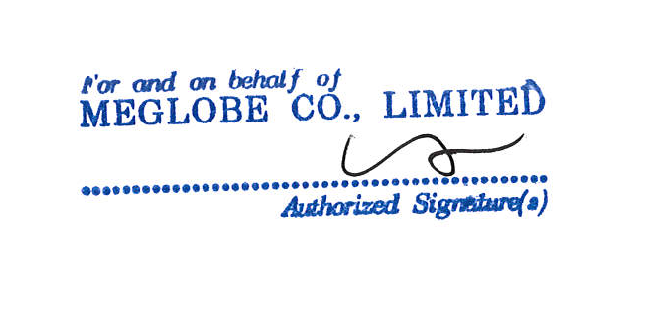 For and on behalf of
MEGLOBE CO., LIMITED
Authorized Signature(s)